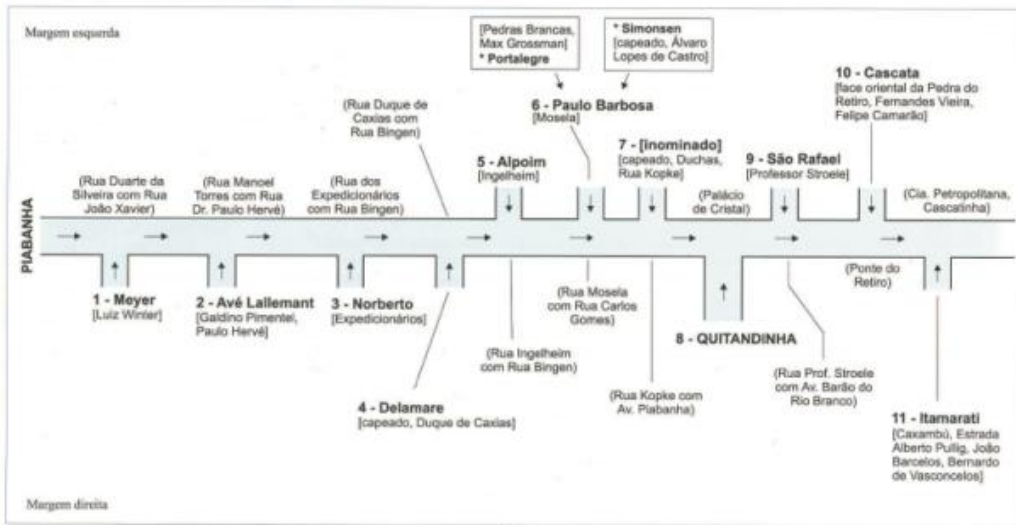 Margem esquerda
[Pedras Brancas,
Max Grossman]
* Portalegre
* Simonsen
[capeado, Álvaro
Lopes de Castro]
10 - Cascata
[face oriental da Pedra do
Retiro, Fernandes Vieira,
Felipe Camarão]
(Rua Duque de
Caxias com
Rua Bingen)
6 - Paulo Barbosa
[Mosela]
7 - [inominado]
[capeado, Duchas,
Rua Kopke]
5 - Alpoim
[Ingelheim]
9 - São Rafael
[Professor Stroele]
(Rua Duarte da
Silveira com Rua
João Xavier)
(Rua Manoel
Torres com Rua
Dr. Paulo Hervé)
(Rua dos
Expedicionários
com Rua Bingen)
(Palácio
de Cristal)
(Cia. Petropolitana,
Cascatinha)
PIABANHA
1 - Meyer
[Luiz Winter]
2 - Avé Lallemant
[Galdino Pimentel,
Paulo Hervé]
3 - Norberto
[Expedicionários]
(Rua Mosela
com Rua Carlos
Gomes)
(Ponte do
Retiro)
8 - QUITANDINHA
(Rua Ingelheim
com Rua Bingen)
(Rua Prof. Stroele
com Av. Barão do
Rio Branco)
(Rua Kopke com
Av. Piabanha)
4 - Delamare
[capeado, Duque de Caxias]
11 - Itamarati
[Caxambú, Estrada
Alberto Pullig, João
Barcelos, Bernardo
de Vasconcelos]
Margem direita